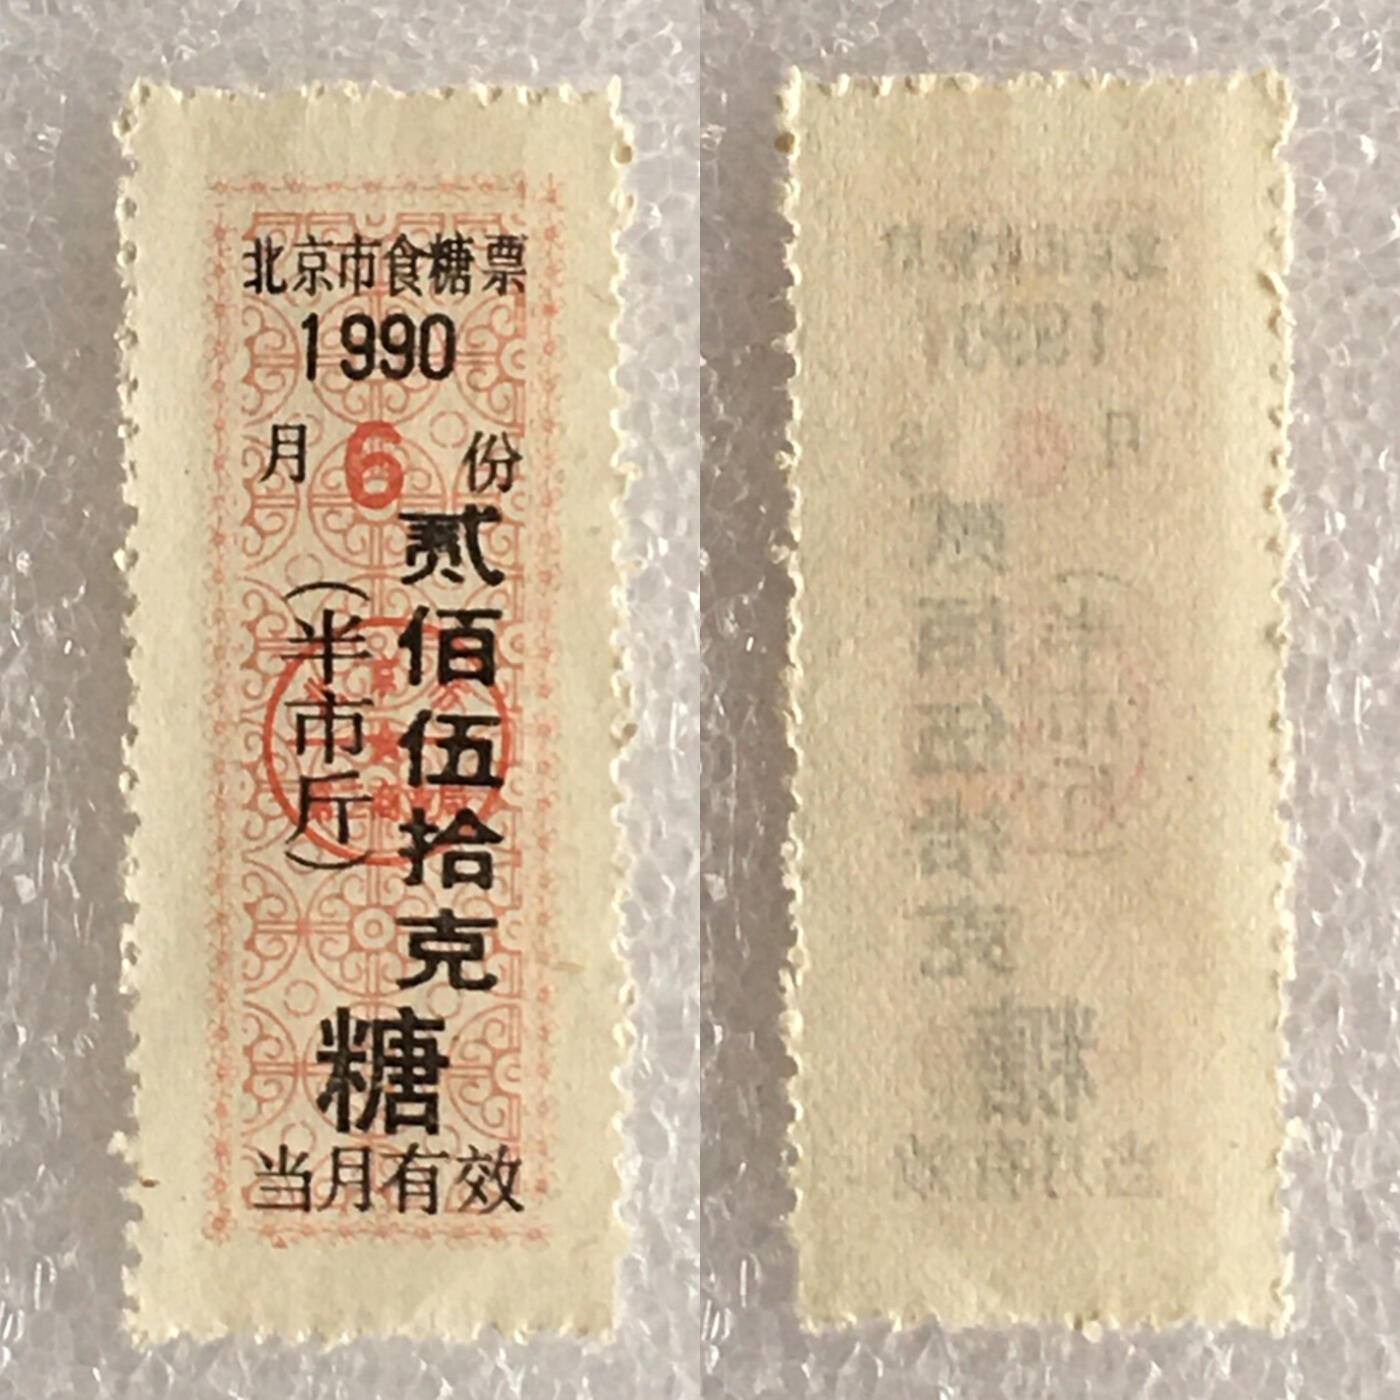 北京市食糖票
1990
月6份
贰佰伍拾克
（半市斤）
糖
当月有效